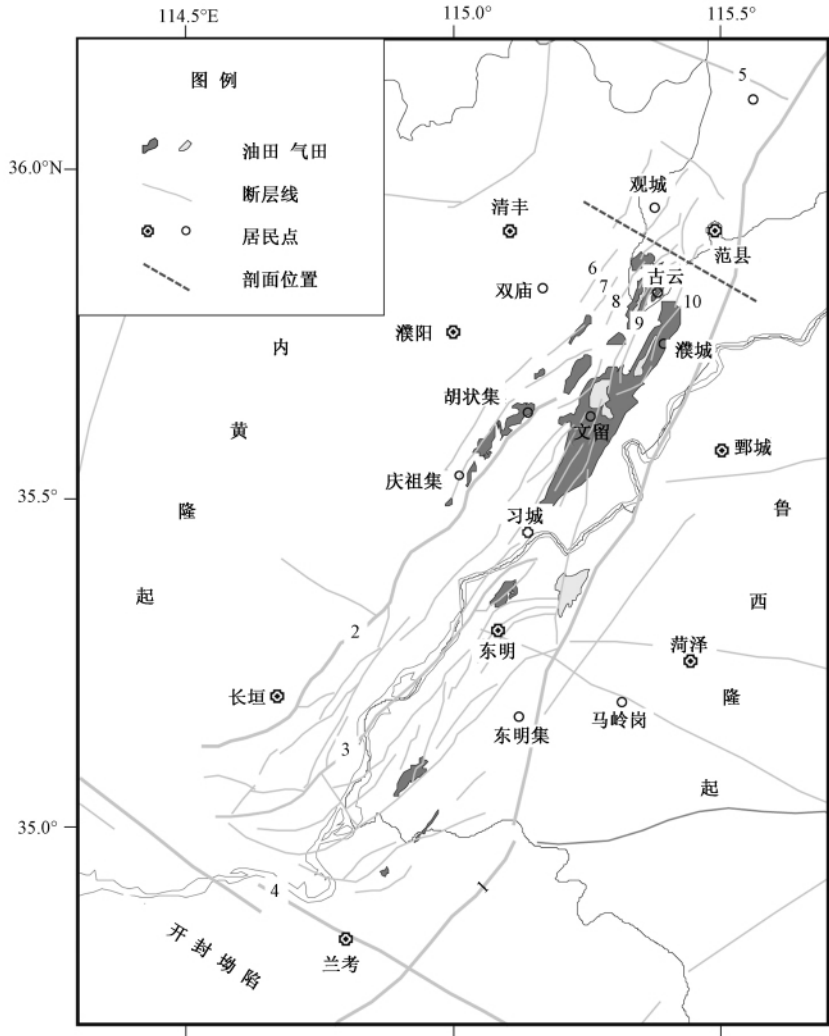 114.5°E
115.0°
115.5°
图 例
油田 气田
断层线
居民点
剖面位置
36.0°N
35.5°
35.0°
5
观城
清丰
范县
6
7
双庙
古云
8
10
9
濮阳
濮城
内
胡状集
黄
文留
鄄城
庆祖集
隆
习城
鲁
起
西
2
东明
菏泽
长垣
隆
马岭岗
东明集
3
起
1
4
开封坳陷
兰考